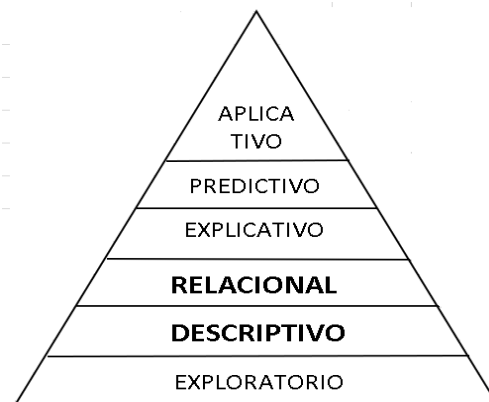 APLICA
TIVO
PREDICTIVO
EXPLICATIVO
RELACIONAL
DESCRIPTIVO
EXPLORATORIO